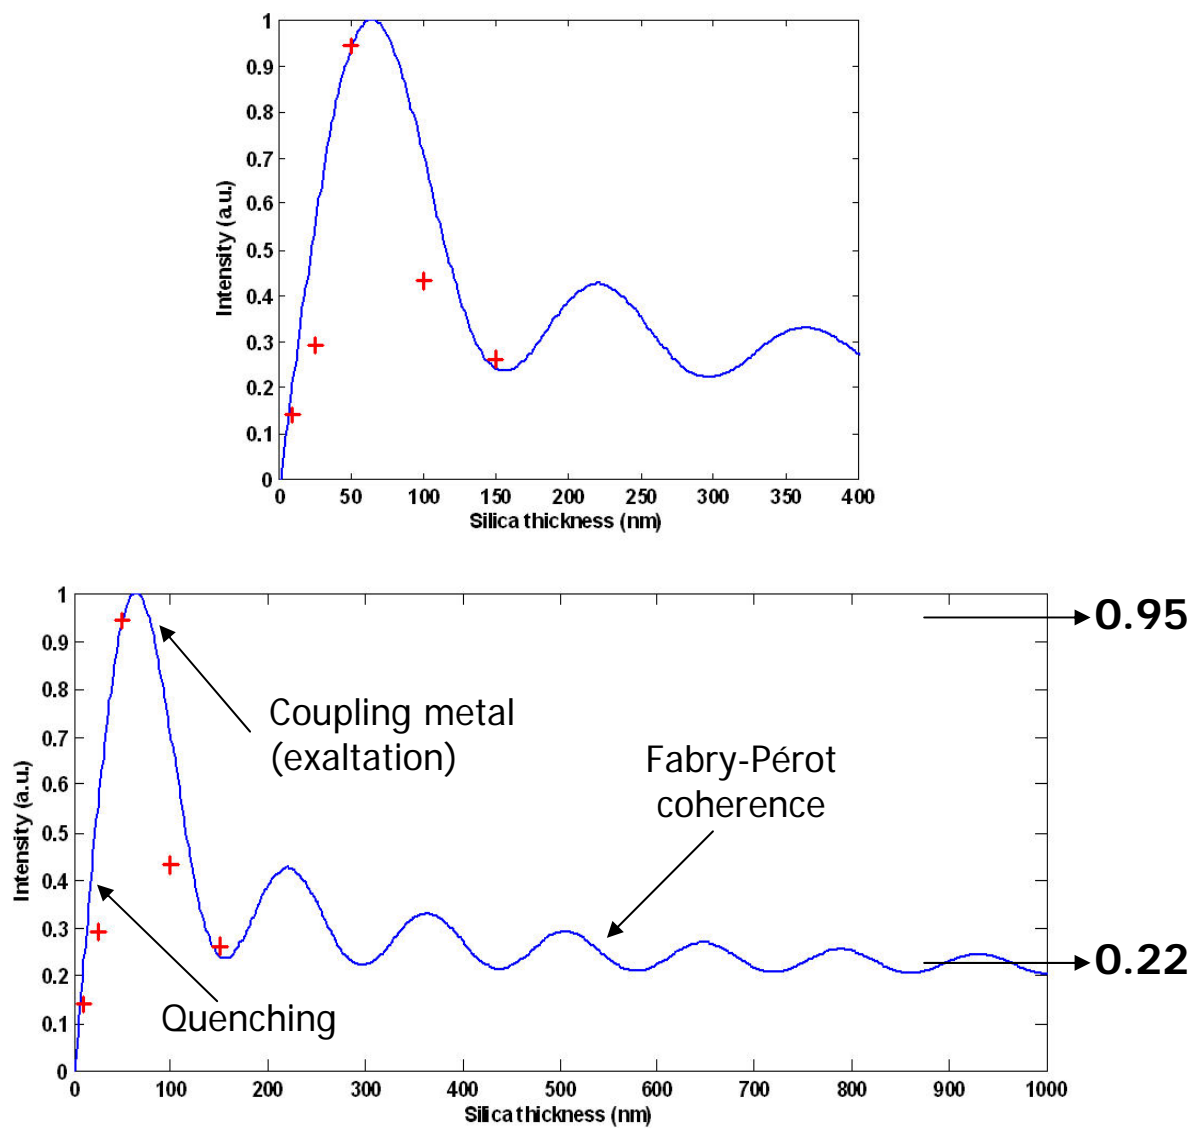 1
0.9
0.8
0.7
0.6
0.5
0.4
0.3
0.2
0.1
0
Intensity (a.u.)
0 50 100 150 200 250 300 350 400
Silica thickness (nm)
1
0.9
0.8
0.7
0.6
0.5
0.4
0.3
0.2
0.1
0
Intensity (a.u.)
0.95
Coupling metal
(exaltation)
Fabry-Pérot
coherence
0.22
Quenching
0 100 200 300 400 500 600 700 800 900 1000
Silica thickness (nm)